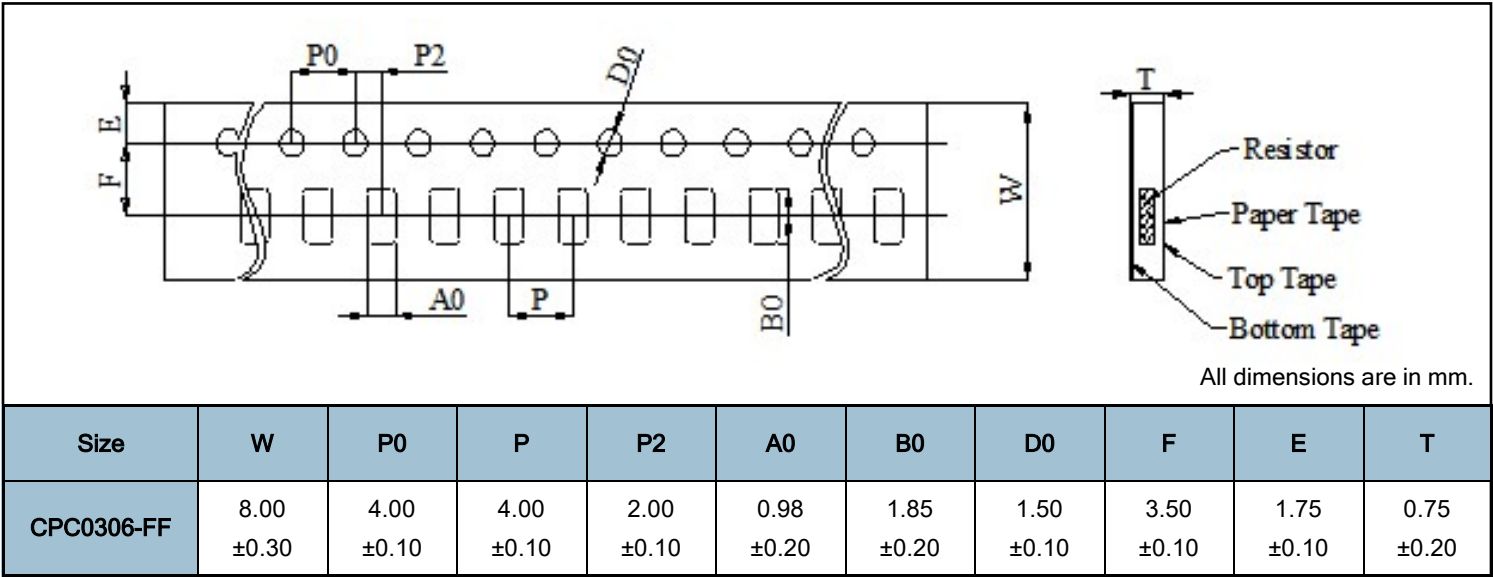 P0
P2
D0
T
E
F
W
Resistor
Paper Tape
Top Tape
Bottom Tape
A0
P
B0
All dimensions are in mm.
Size W P0 P P2 A0 B0 D0 F E T
CPC0306-FF 8.00 4.00 4.00 2.00 0.98 1.85 1.50 3.50 1.75 0.75
±0.30 ±0.10 ±0.10 ±0.10 ±0.20 ±0.20 ±0.10 ±0.10 ±0.10 ±0.20